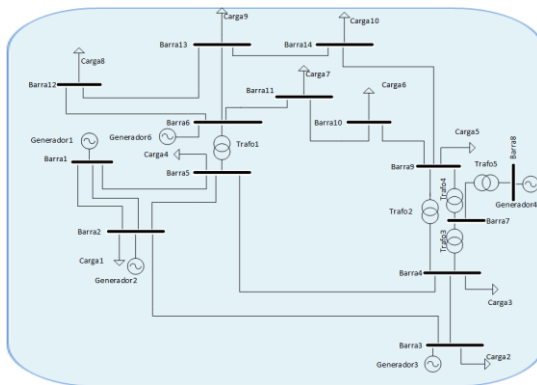 Carga9
Carga10
Barra13
Barra14
Carga8
Carga7
Barra12
Barra11
Carga6
Barra6
Barra10
Generador1
Generador6
Carga5
Barra8
Trafo1
Carga4
Barra1
Barra5
Barra9
Trafo5
Trafo4
Trafo2
Generador4
Barra7
Barra2
Trafo3
Carga1
Generador2
Barra4
Carga3
Barra3
Generador3
Carga2